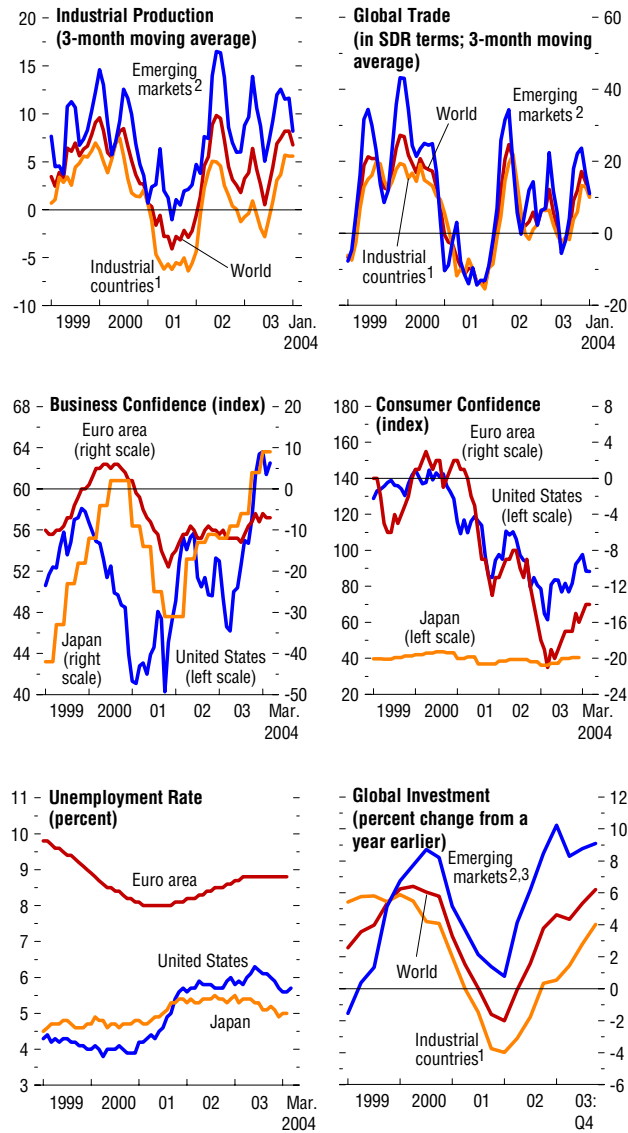 Industrial Production
(3-month moving average)
20
15
10
5
0
-5
-10
Emerging
markets2
World
Industrial
countries1
1999 2000 01 02 03 Jan.
2004
Global Trade
(in SDR terms; 3-month moving
average)
60
40
20
0
-20
World
Emerging
markets 2
Industrial
countries1
1999 2000 01 02 03 Jan.
2004
Business Confidence (index)
68
64
60
56
52
48
44
40
20
10
0
-10
-20
-30
-40
-50
Euro area
(right scale)
Japan
(right
scale)
United States
(left scale)
1999 2000 01 02 03 Mar.
2004
Consumer Confidence
(index)
180
160
140
120
100
80
60
40
20
8
4
0
-4
-8
-12
-16
-20
-24
Euro area
(right scale)
United States
(left scale)
Japan
(left scale)
1999 2000 01 02 03 Mar.
2004
Unemployment Rate
(percent)
11
10
9
8
7
6
5
4
3
Euro area
United States
Japan
1999 2000 01 02 03 Mar.
2004
Global Investment
(percent change from a
year earlier)
12
10
8
6
4
2
0
-2
-4
-6
Emerging
markets2,3
World
Industrial
countries1
1999 2000 01 02 03:
Q4